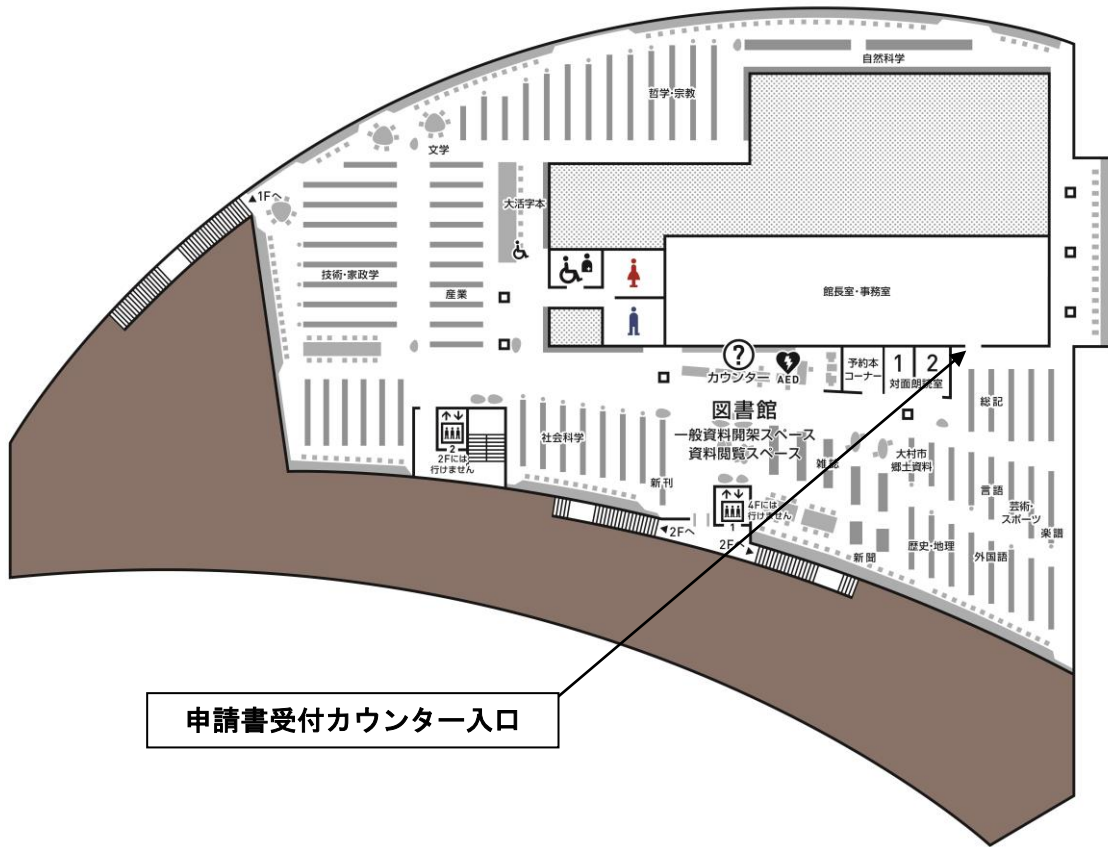 自然科学
哲学・宗教
文学
▲1Fへ
大活字本
技術・家政学
産業
館長室・事務室
?
カウンター
AED
予約本
コーナー
1
2
対面朗読室
図書館
一般資料開架スペース
資料閲覧スペース
総記
社会科学
2
2Fには
行けません
雑誌
大村市
郷土資料
新刊
言語
芸術・
スポーツ
楽譜
4Fには
行けません
1
◀2Fへ
2Fへ▶
新聞
歴史・地理
外国語
申請書受付カウンター入口